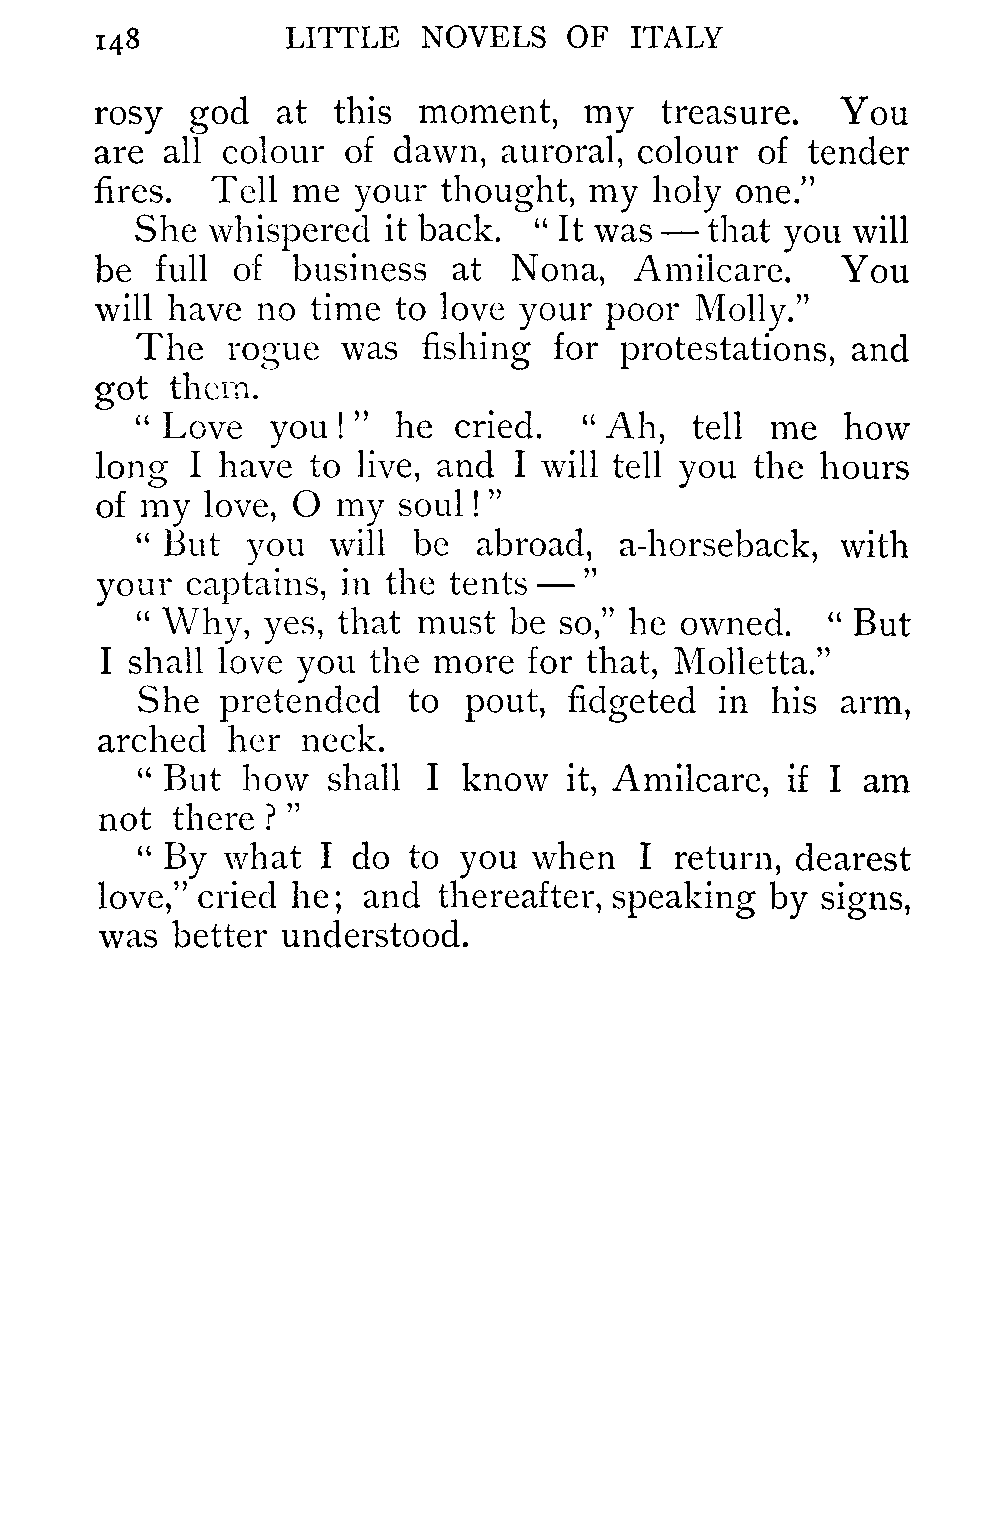 148 LITTLE NOVELS OF ITALY
rosy god at this moment, my treasure. You
are all colour of dawn, auroral, colour of tender
fires. Tell me your thought, my holy one.”
She whispered it back. “ It was — that you will
be full of business at Nona, Amilcare. You
will have no time to love your poor Molly.”
The rogue was fishing for protestations, and
got them.
“ Love you! ” he cried. “ Ah, tell me how
long I have to live, and I will tell you the hours
of my love, O my soul! ”
“ But you will be abroad, a-horseback, with
your captains, in the tents — ”
“ Why, yes, that must be so,” he owned. “ But
I shall love you the more for that, Molletta.”
She pretended to pout, fidgeted in his arm,
arched her neck.
“ But how shall I know it, Amilcare, if I am
not there ? ”
“ By what I do to you when I return, dearest
love,” cried he; and thereafter, speaking by signs,
was better understood.